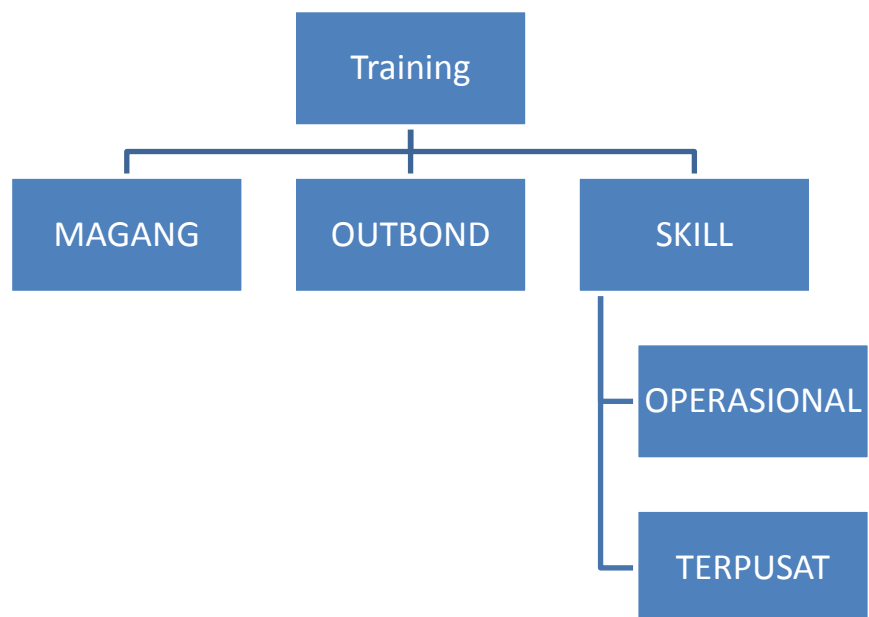 Training
MAGANG
OUTBOND
SKILL
OPERASIONAL
TERPUSAT